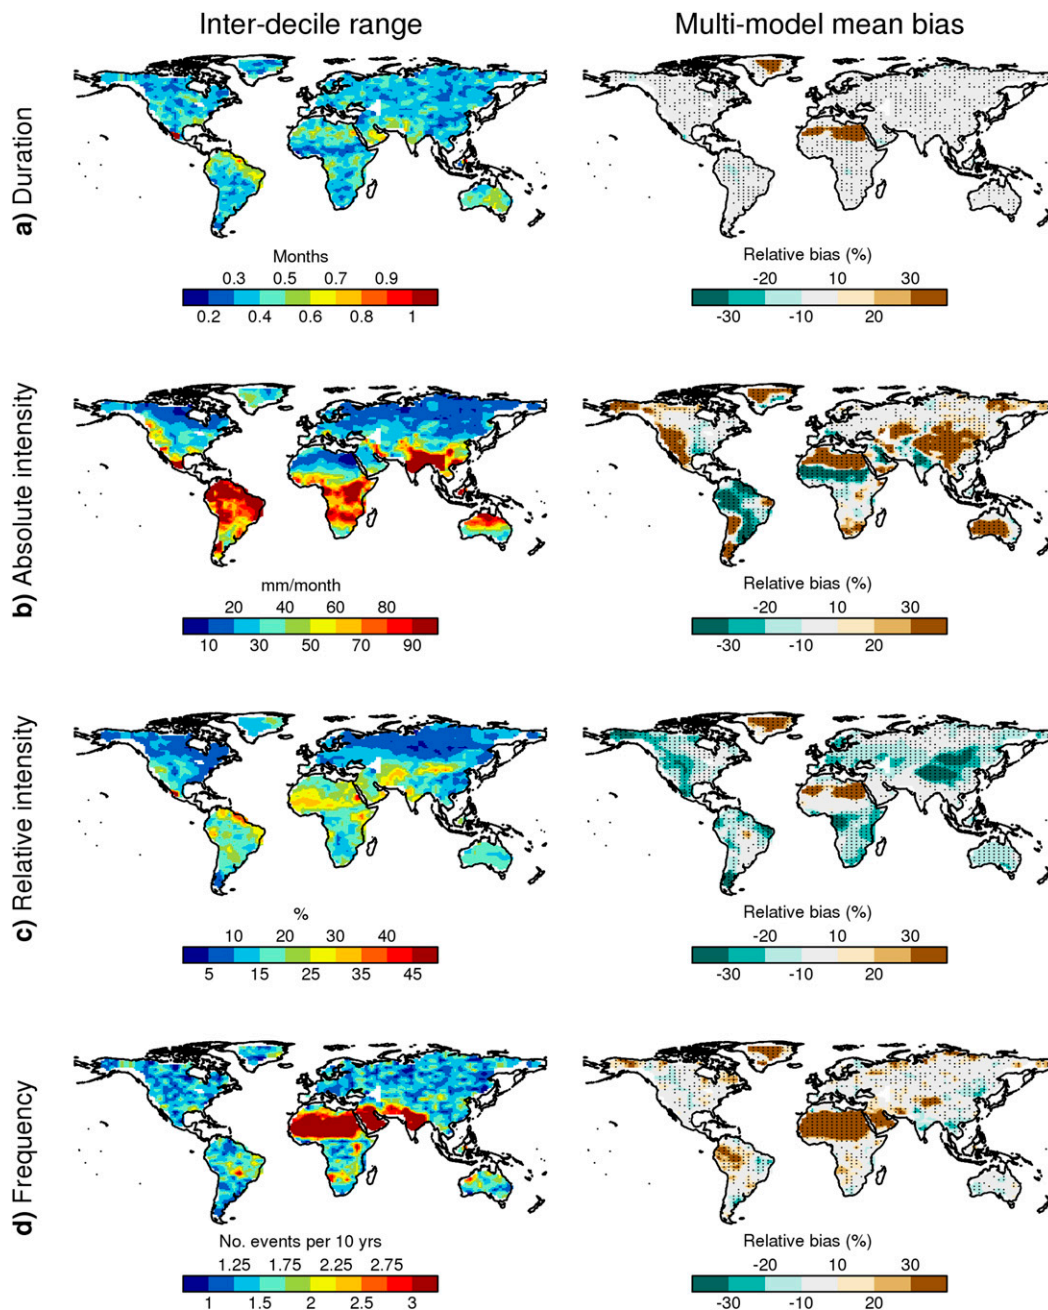 Inter-decile range
Multi-model mean bias
a) Duration
Months
0.3 0.5 0.7 0.9
0.2 0.4 0.6 0.8 1
Relative bias (%)
-20 10 30
-30 -10 20
b) Absolute intensity
mm/month
20 40 60 80
10 30 50 70 90
Relative bias (%)
-20 10 30
-30 -10 20
c) Relative intensity
%
10 20 30 40
5 15 25 35 45
Relative bias (%)
-20 10 30
-30 -10 20
d) Frequency
No. events per 10 yrs
1.25 1.75 2.25 2.75
1 1.5 2 2.5 3
Relative bias (%)
-20 10 30
-30 -10 20